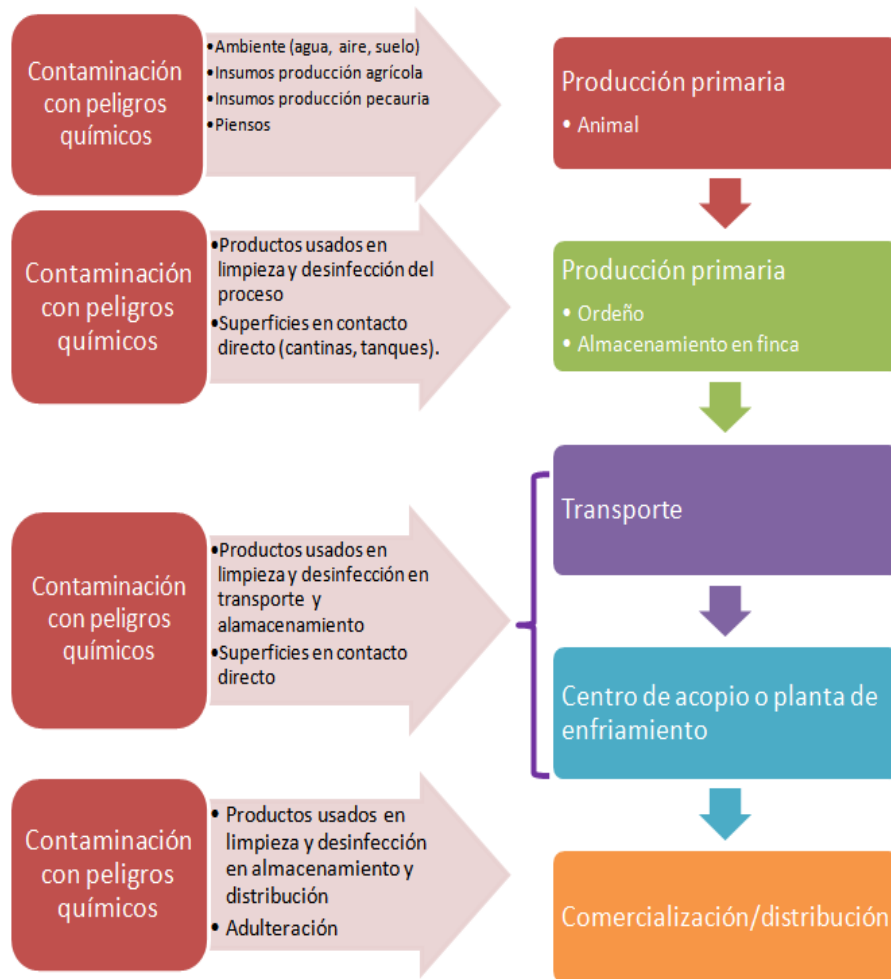 Contaminación
con peligros
químicos
•Ambiente (agua, aire, suelo)
•Insumos producción agrícola
•Insumos producción pecauria
•Piensos
Producción primaria
• Animal
Contaminación
con peligros
químicos
•Productos usados en
limpieza y desinfección del
proceso
•Superficies en contacto
directo (cantinas, tanques).
Producción primaria
• Ordeño
• Almacenamiento en finca
Transporte
Contaminación
con peligros
químicos
•Productos usados en
limpieza y desinfección en
transporte y
alamacenamiento
•Superficies en contacto
directo
Centro de acopio o planta de
enfriamiento
Contaminación
con peligros
químicos
• Productos usados en
limpieza y desinfección
en almacenamiento y
distribución
• Adulteración
Comercialización/distribución